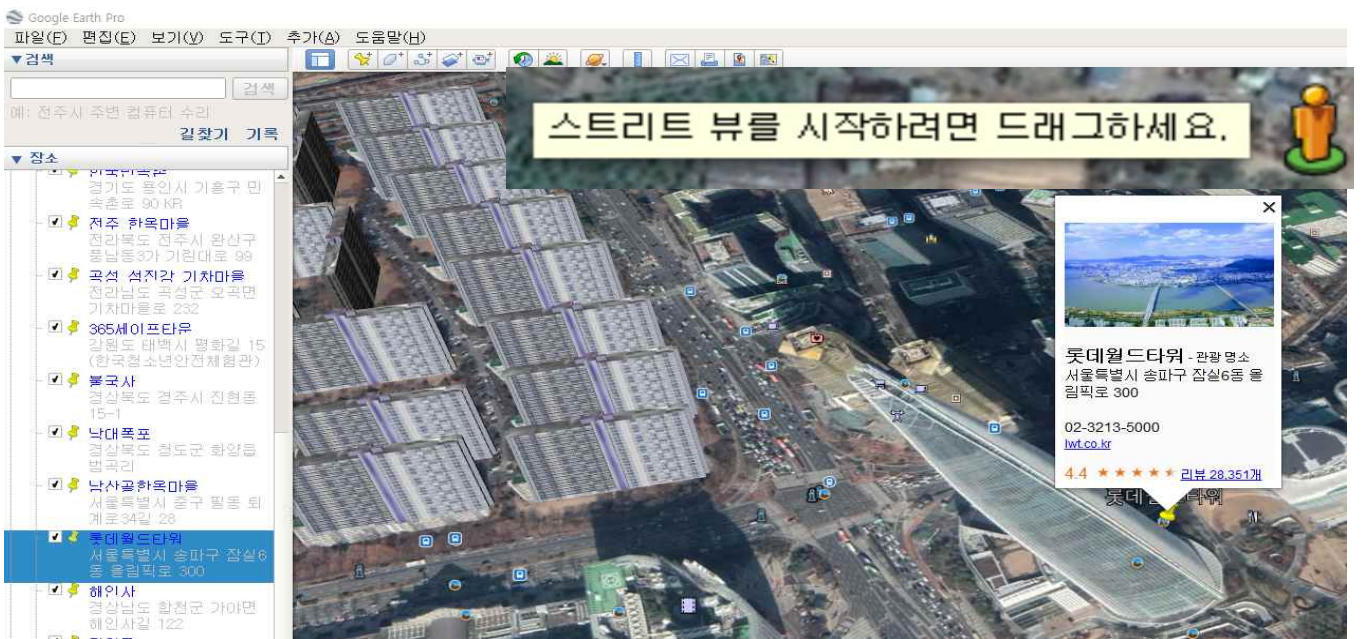 Google Earth Pro
파일(F) 편집(E) 보기(V) 도구(T) 추가(A) 도움말(H)
▼검색
검색
예: 전주시 주변 컴퓨터 수리
길찾기 기록
▼ 장소
경기도 용인시 기흥구 민
속촌로 90 KR
전주 한옥마을
전라북도 전주시 완산구
풍남동3가 기린대로 99
곡성 섬진강 기차마을
전라남도 곡성군 오곡면
기차마을로 232
365세이프타운
강원도 태백시 평화길 15
(한국청소년안전체험관)
불국사
경상북도 경주시 진현동
15-1
낙대폭포
경상북도 청도군 화양읍
범곡리
남산골한옥마을
서울특별시 중구 필동 퇴
계로34길 28
롯데월드타워
서울특별시 송파구 잠실6
동 올림픽로 300
해인사
경상남도 합천군 가야면
해인사길 122
스트리트 뷰를 시작하려면 드래그하세요.
롯데월드타워 - 관광 명소
서울특별시 송파구 잠실6동 올
림픽로 300
02-3213-5000
lwt.co.kr
4.4 ★★★★★ 리뷰 28,351개
롯데월드타워